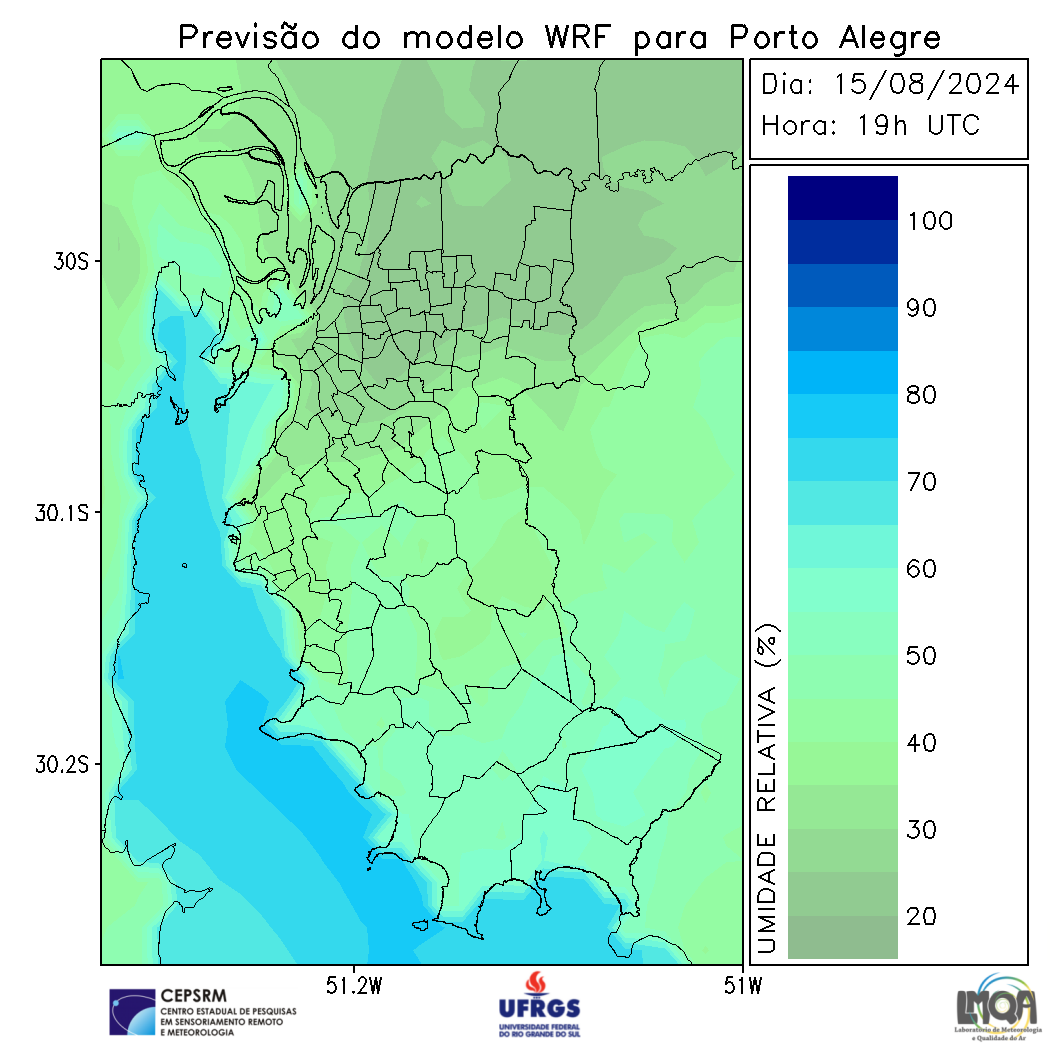 Previsão do modelo WRF para Porto Alegre
Dia: 15/08/2024
Hora: 19h UTC
100
90
80
70
60
50
40
30
20
UMIDADE RELATIVA (%)
30S
30.1S
30.2S
51.2W
51W
CEPSRM
CENTRO ESTADUAL DE PESQUISAS
EM SENSORIAMENTO REMOTO
E METEOROLOGIA
UFRGS
UNIVERSIDADE FEDERAL
DO RIO GRANDE DO SUL
LMQA
Laboratório de Meteorologia
e Qualidade do Ar